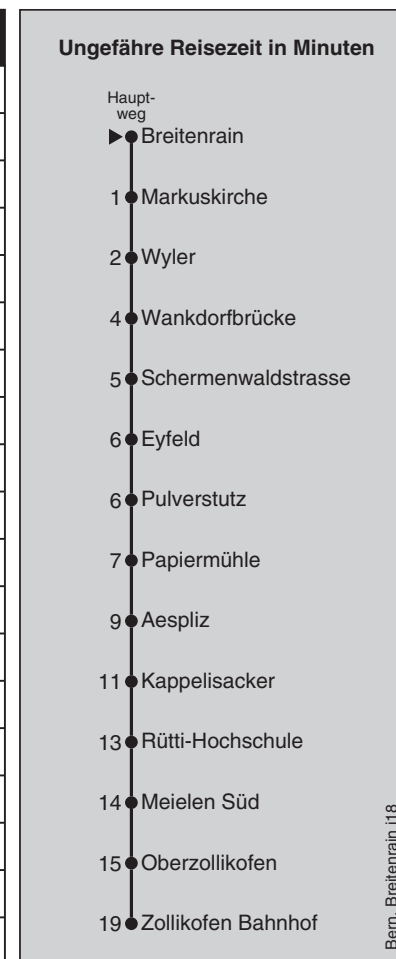 Ungefähre Reisezeit in Minuten
Haupt-
weg
Breitenrain
1 Markuskirche
2 Wyler
4 Wankdorfbrücke
5 Schermenwaldstrasse
6 Eyfeld
6 Pulverstutz
7 Papiermühle
9 Aespliz
11 Kappelisacker
13 Rütti-Hochschule
14 Meielen Süd
15 Oberzollikofen
19 Zollikofen Bahnhof
Bern, Breitenrain i18